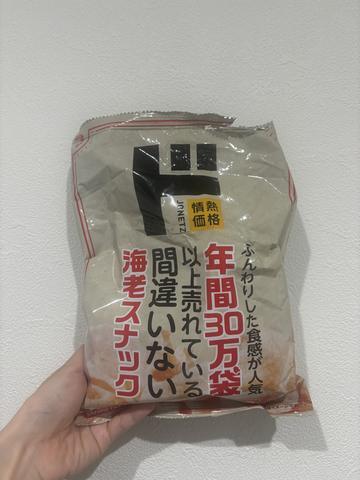 ド
JONETZ
情熱
価格
ふんわりした食感が人気
年間30万袋
以上売れている
間違いない
海老スナック